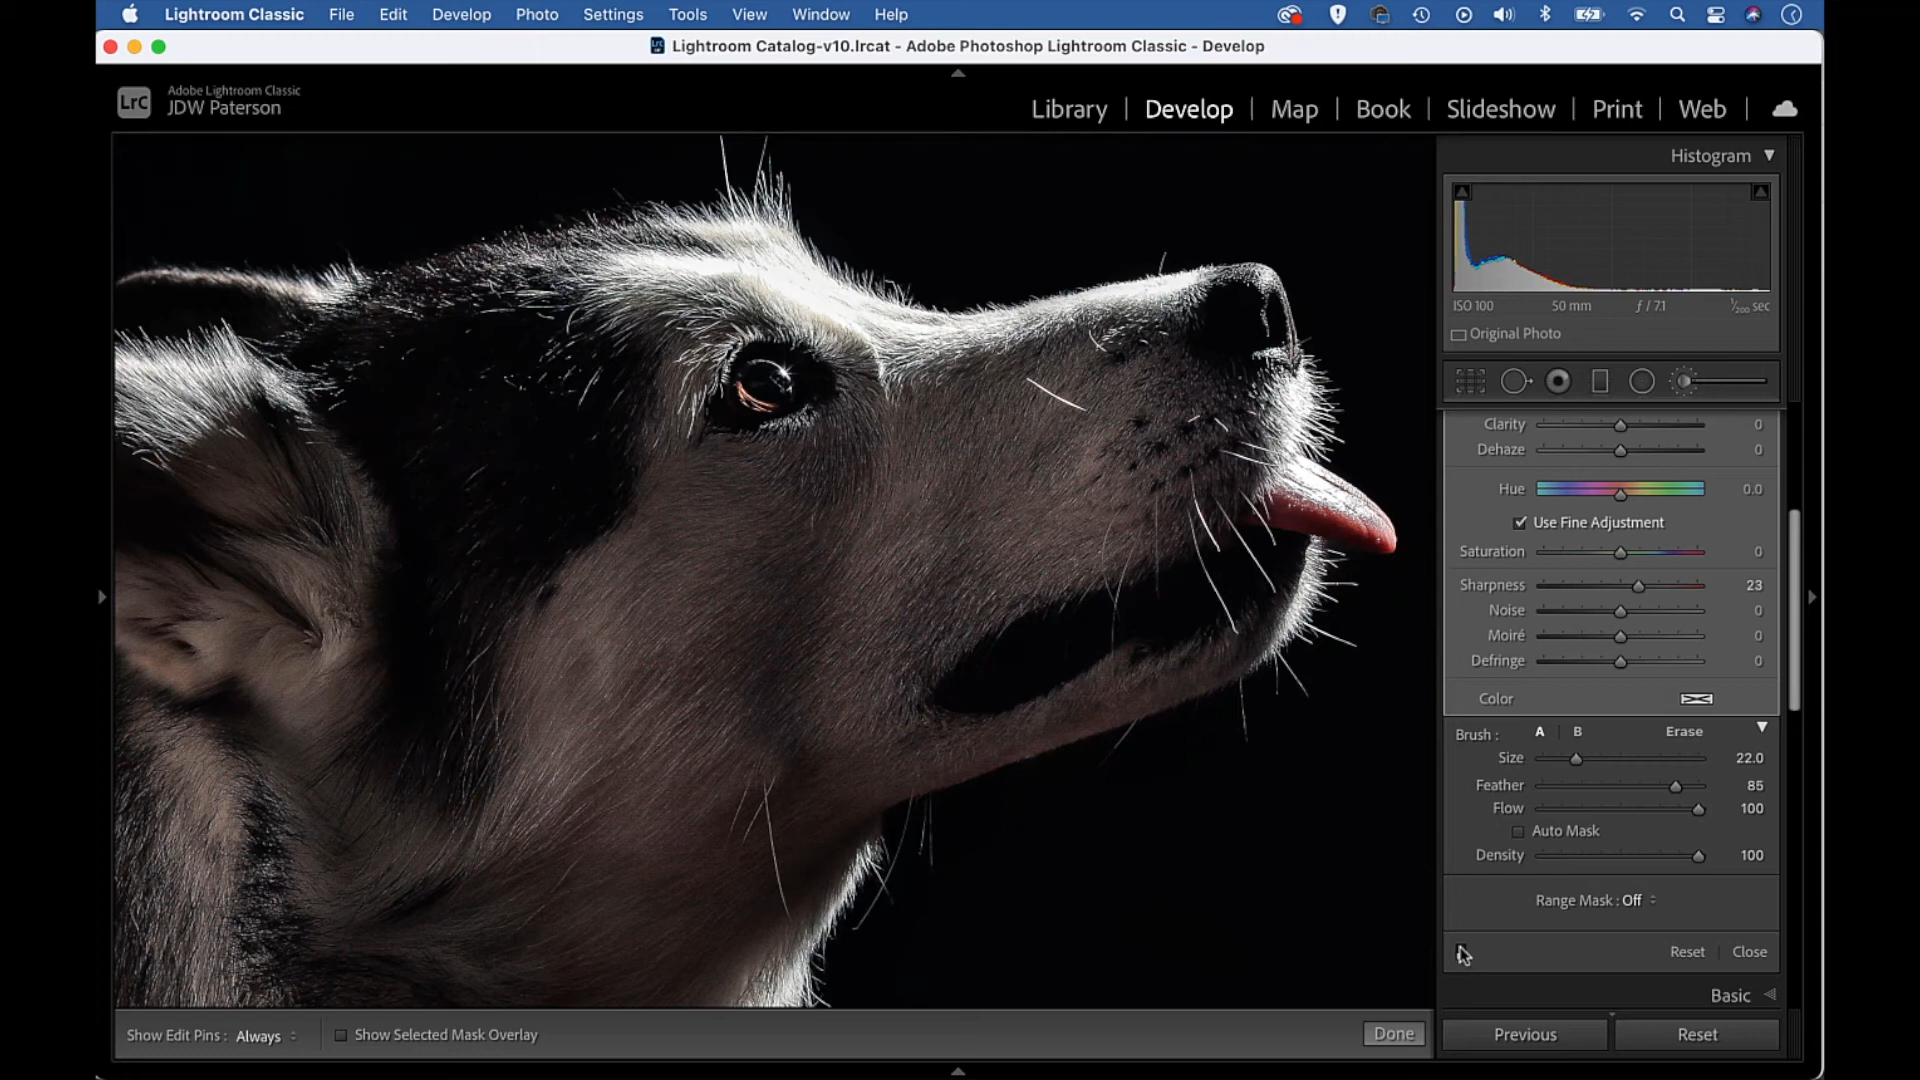 Lightroom Classic File Edit Develop Photo Settings Tools View Window Help
Lightroom Catalog-v10.lrcat - Adobe Photoshop Lightroom Classic - Develop
LrC Adobe Lightroom Classic
JDW Paterson
Library | Develop | Map | Book | Slideshow | Print | Web
Histogram
ISO 100 50 mm ƒ / 7.1 1/200 sec
Original Photo
Clarity 0
Dehaze 0
Hue 0.0
Use Fine Adjustment
Saturation 0
Sharpness 23
Noise 0
Moiré 0
Defringe 0
Color
Brush : A | B Erase
Size 22.0
Feather 85
Flow 100
Auto Mask
Density 100
Range Mask : Off
Reset | Close
Basic
Show Edit Pins : Always Show Selected Mask Overlay Done
Previous Reset